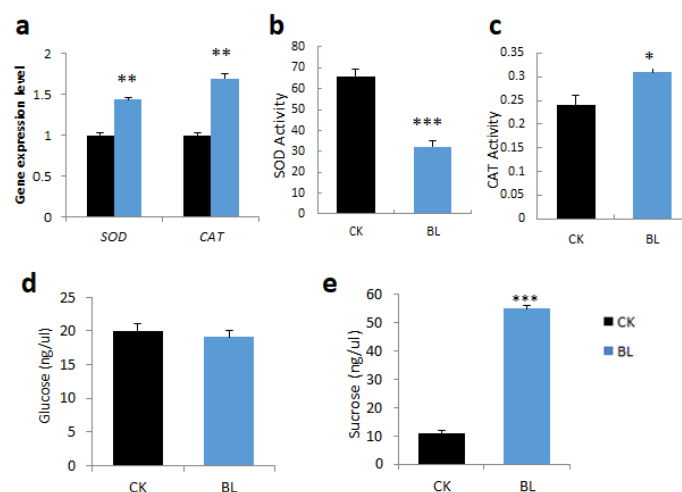 a
Gene expression level
2
1.5
1
0.5
0
**
**
SOD
CAT
b
SOD Activity
70
60
50
40
30
20
10
0
***
CK
BL
c
CAT Activity
0.35
0.3
0.25
0.2
0.15
0.1
0.05
0
*
CK
BL
d
Glucose (ng/ul)
25
20
15
10
5
0
CK
BL
e
Sucrose (ng/ul)
60
50
40
30
20
10
0
***
CK
BL
CK
BL